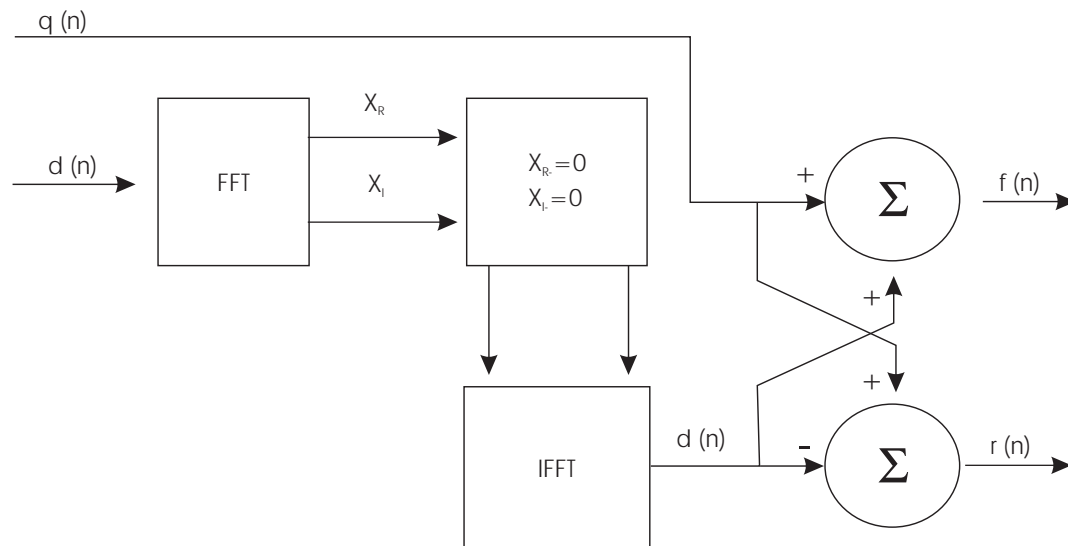 q (n)
X_R
d (n)
FFT
X_I
X_R-=0
X_I-=0
+
Σ
f (n)
+
+
IFFT
d (n)
-
Σ
r (n)